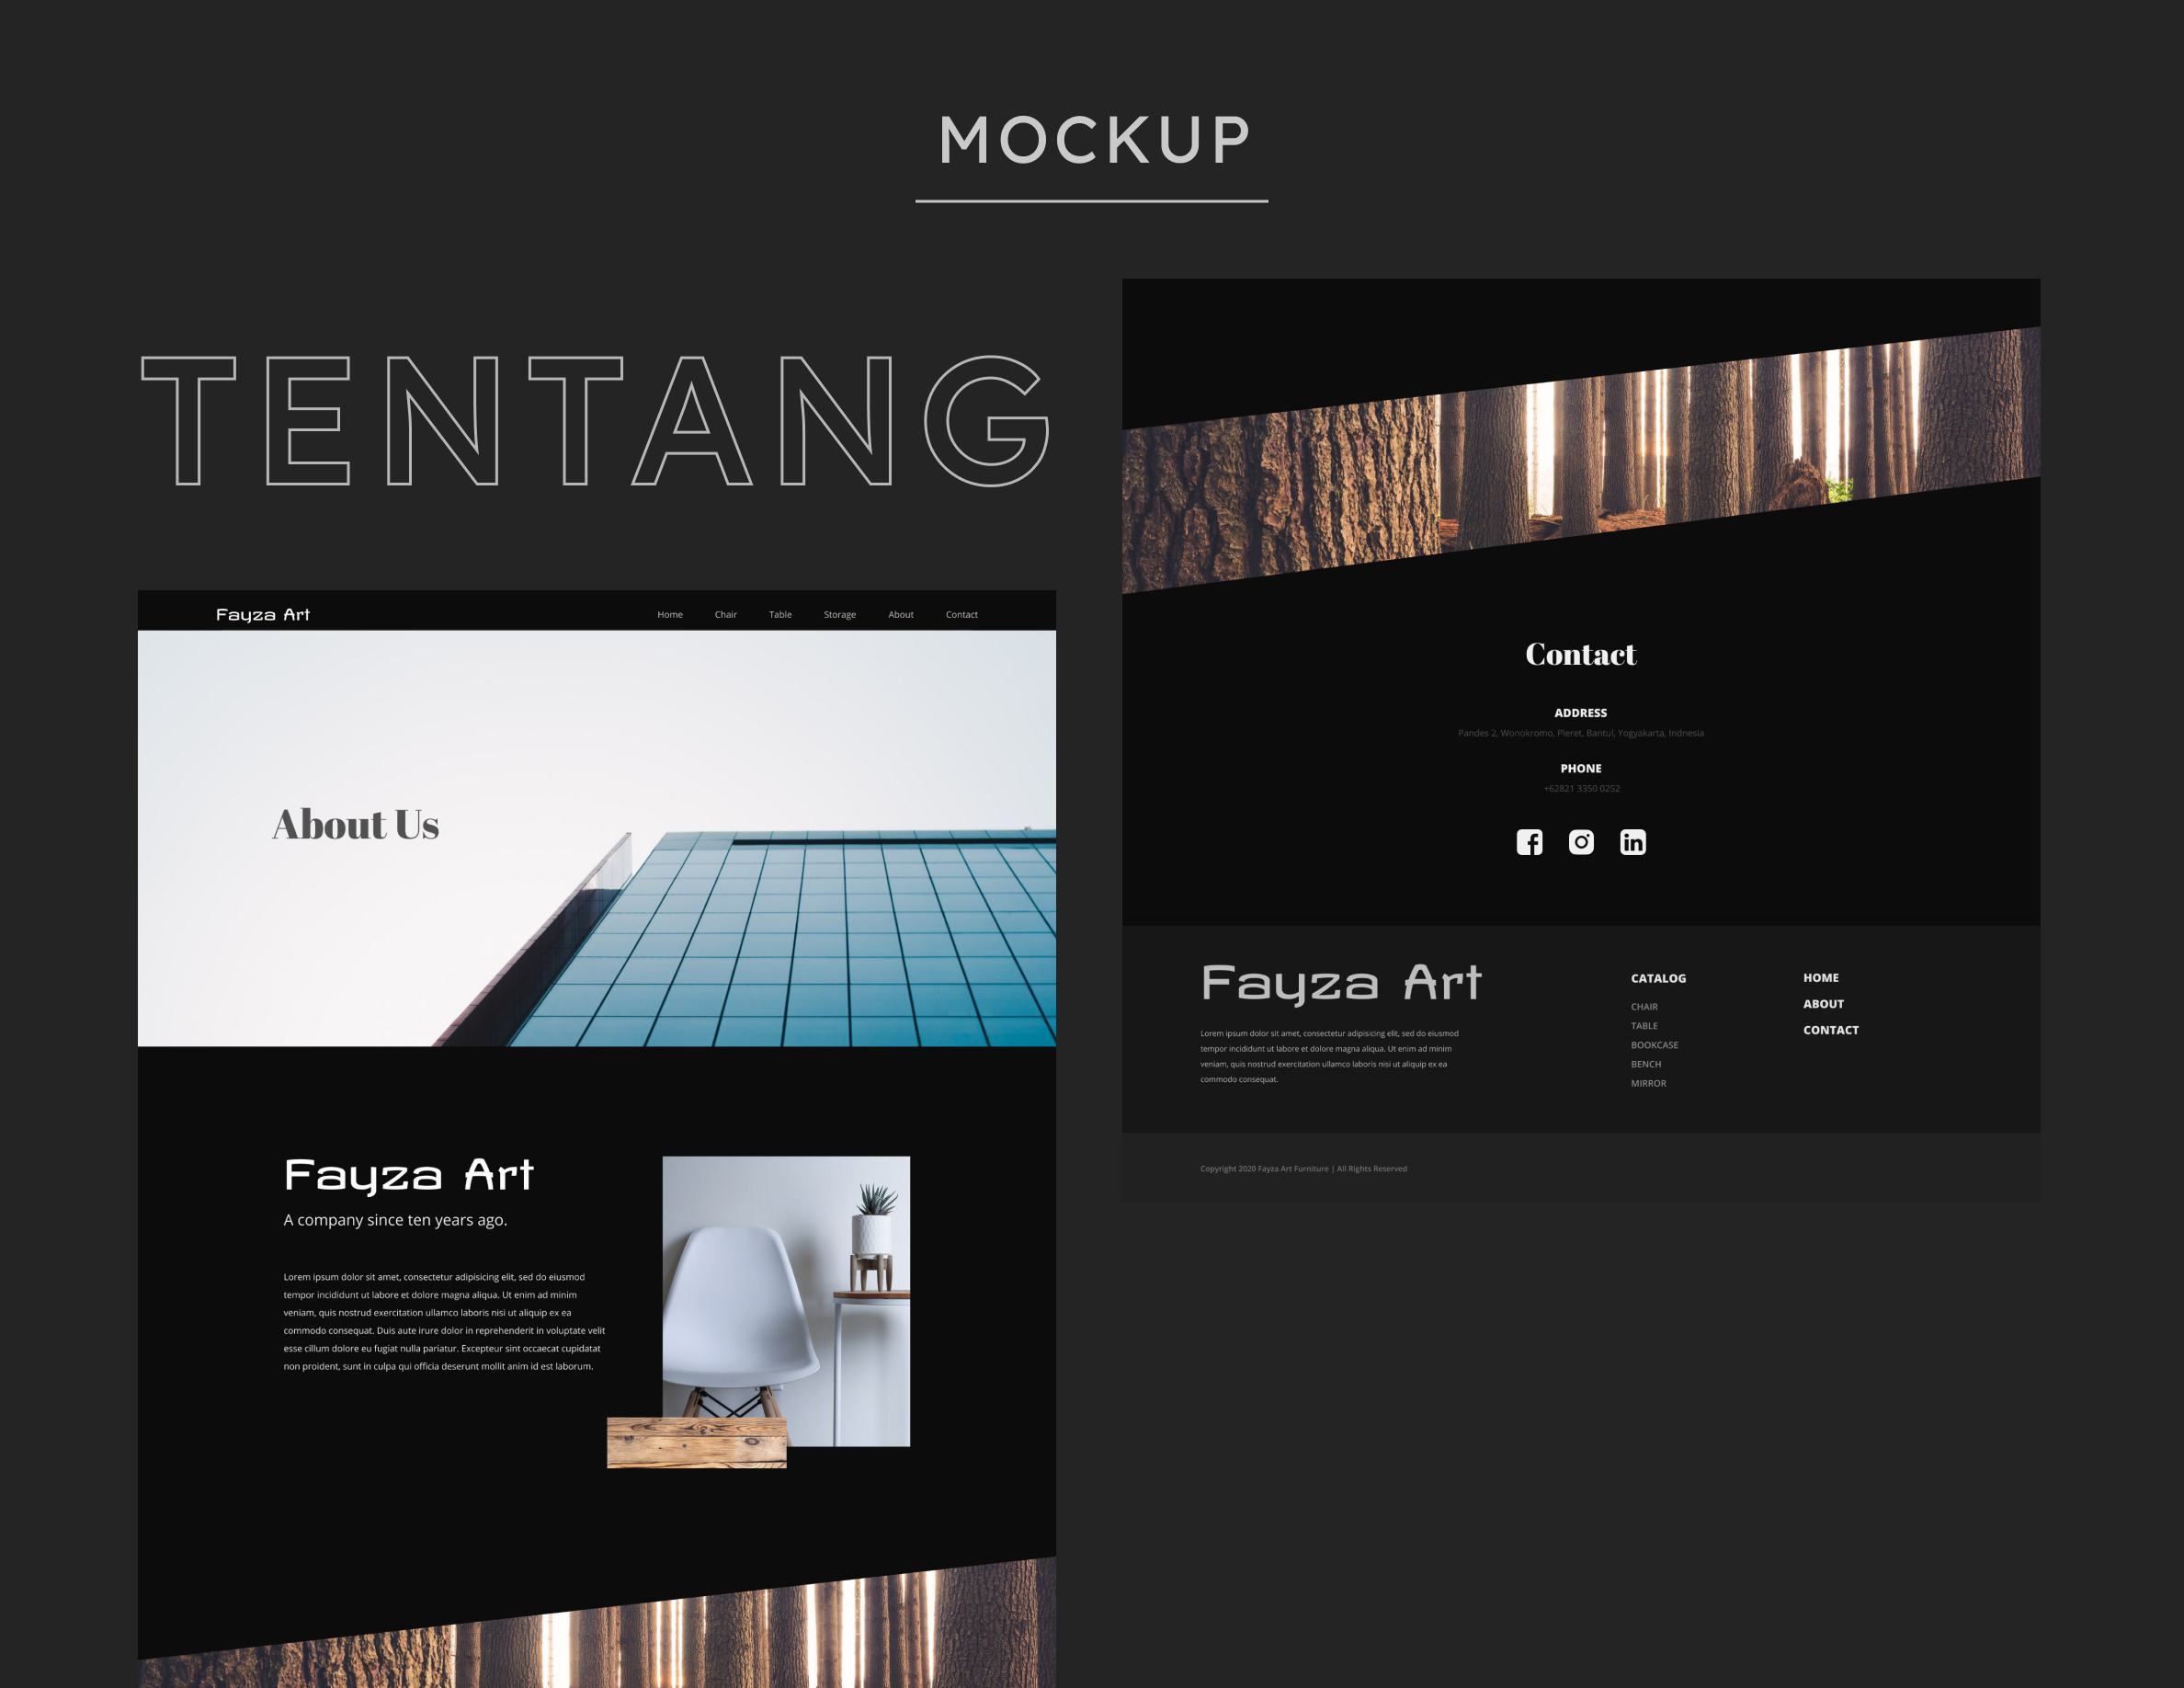 MOCKUP
TENTANG
Fayza Art
Home Chair Table Storage About Contact
About Us
Fayza Art
A company since ten years ago.
Lorem ipsum dolor sit amet, consectetur adipisicing elit, sed do eiusmod
tempor incididunt ut labore et dolore magna aliqua. Ut enim ad minim
veniam, quis nostrud exercitation ullamco laboris nisi ut aliquip ex ea
commodo consequat. Duis aute irure dolor in reprehenderit in voluptate velit
esse cillum dolore eu fugiat nulla pariatur. Excepteur sint occaecat cupidatat
non proident, sunt in culpa qui officia deserunt mollit anim id est laborum.
Contact
ADDRESS
Pandes 2, Wonokromo, Pleret, Bantul, Yogyakarta, Indnesia
PHONE
+62821 3350 0252
Fayza Art
Lorem ipsum dolor sit amet, consectetur adipisicing elit, sed do eiusmod
tempor incididunt ut labore et dolore magna aliqua. Ut enim ad minim
veniam, quis nostrud exercitation ullamco laboris nisi ut aliquip ex ea
commodo consequat.
CATALOG
CHAIR
TABLE
BOOKCASE
BENCH
MIRROR
HOME
ABOUT
CONTACT
Copyright 2020 Fayza Art Furniture | All Rights Reserved